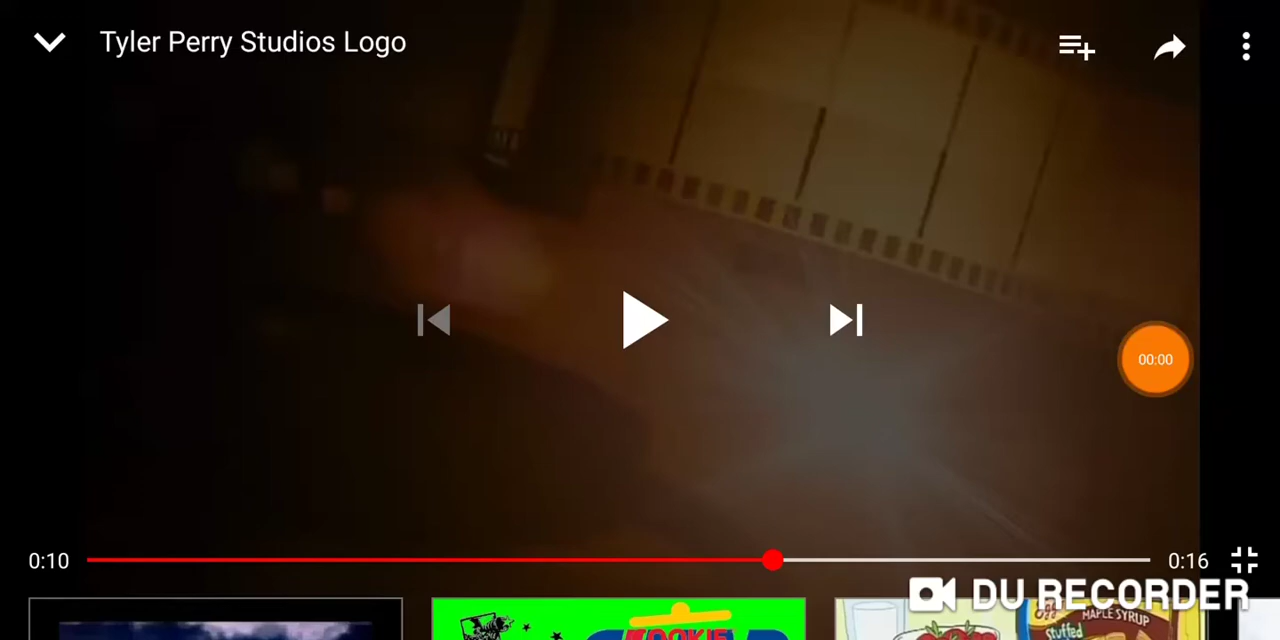 Tyler Perry Studios Logo
00:00
0:10
0:16
DU RECORDER
MAPLE SYRUP
Stuffed